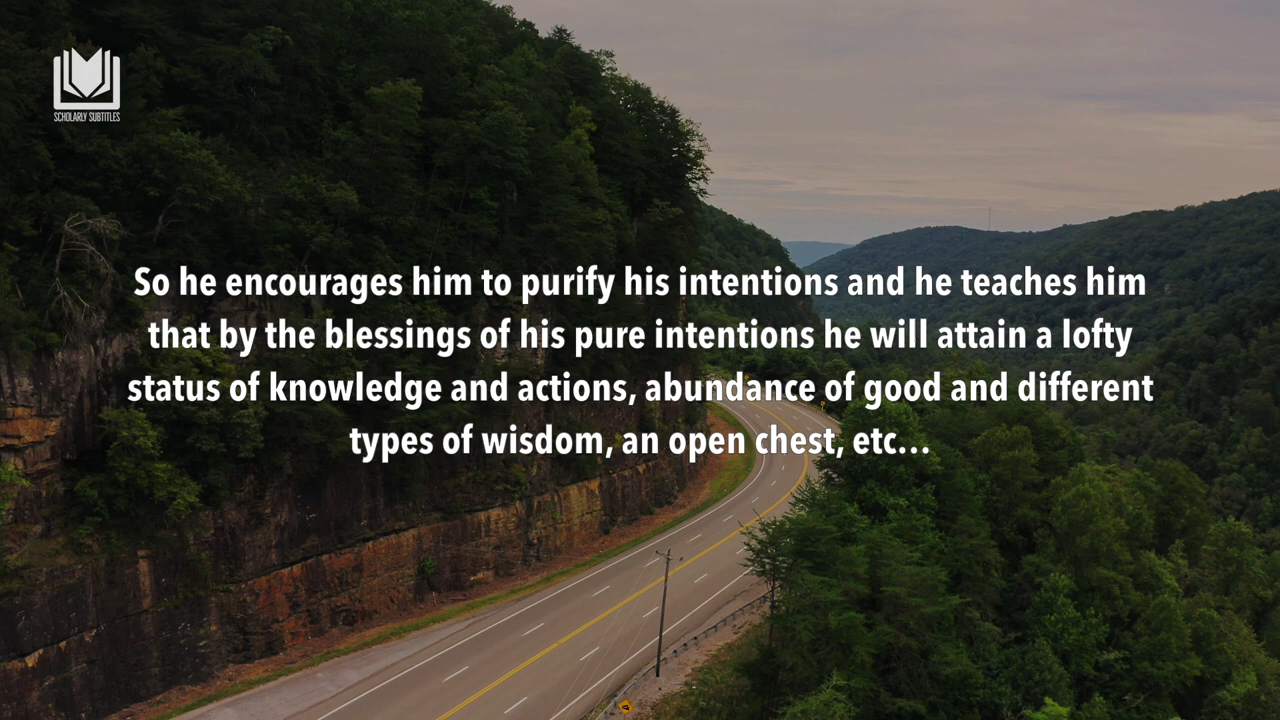 SCHOLARLY SUBTITLES
So he encourages him to purify his intentions and he teaches him
that by the blessings of his pure intentions he will attain a lofty
status of knowledge and actions, abundance of good and different
types of wisdom, an open chest, etc...